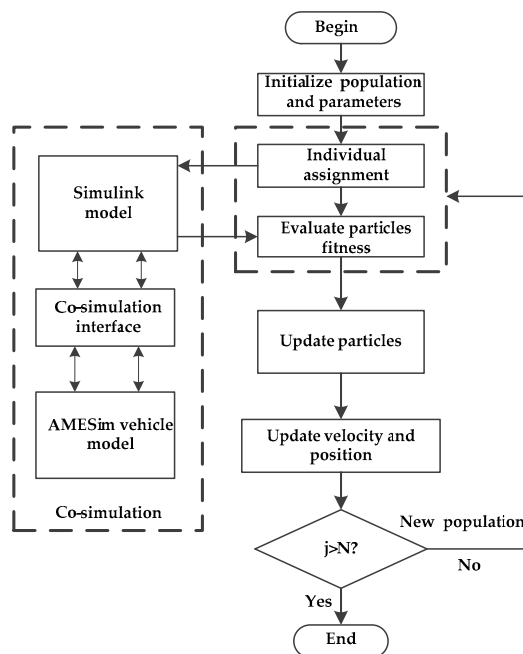 Begin
Initialize population
and parameters
Individual
assignment
Evaluate particles
fitness
Simulink
model
Co-simulation
interface
AMESim vehicle
model
Co-simulation
Update particles
Update velocity and
position
j>N?
New population
No
Yes
End